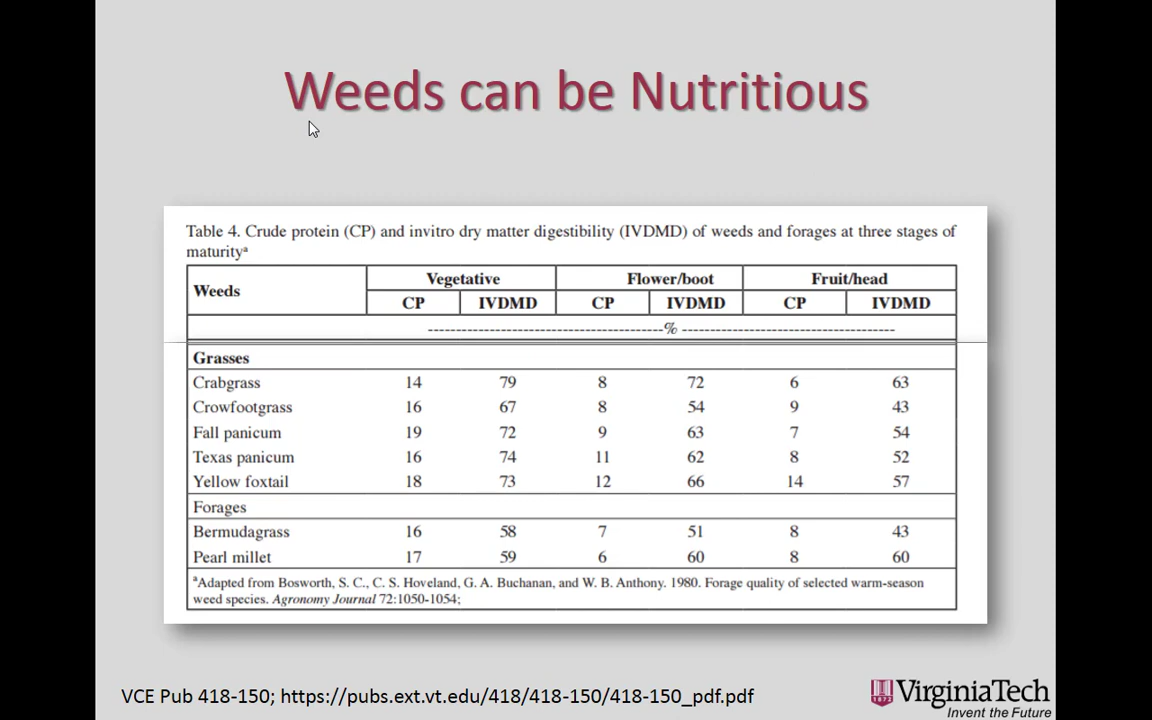 Weeds can be Nutritious
Table 4. Crude protein (CP) and invitro dry matter digestibility (IVDMD) of weeds and forages at three stages of
maturityª
Weeds Vegetative Flower/boot Fruit/head
CP IVDMD CP IVDMD CP IVDMD
------------------------------------------% ---------------------------------------
Grasses
Crabgrass 14 79 8 72 6 63
Crowfootgrass 16 67 8 54 9 43
Fall panicum 19 72 9 63 7 54
Texas panicum 16 74 11 62 8 52
Yellow foxtail 18 73 12 66 14 57
Forages
Bermudagrass 16 58 7 51 8 43
Pearl millet 17 59 6 60 8 60
ªAdapted from Bosworth, S. C., C. S. Hoveland, G. A. Buchanan, and W. B. Anthony. 1980. Forage quality of selected warm-season
weed species. Agronomy Journal 72:1050-1054;
VCE Pub 418-150; https://pubs.ext.vt.edu/418/418-150/418-150_pdf.pdf
1872
VirginiaTech
Invent the Future